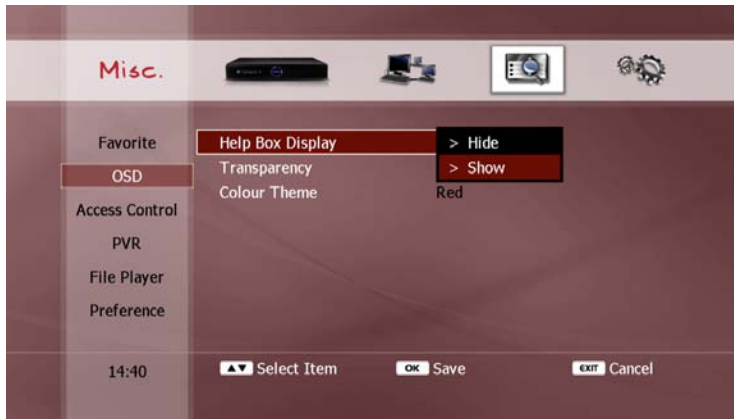 Misc.
Favorite
OSD
Access Control
PVR
File Player
Preference
14:40
Help Box Display
> Hide
Transparency
> Show
Colour Theme
Red
▲▼ Select Item
OK Save
EXIT Cancel